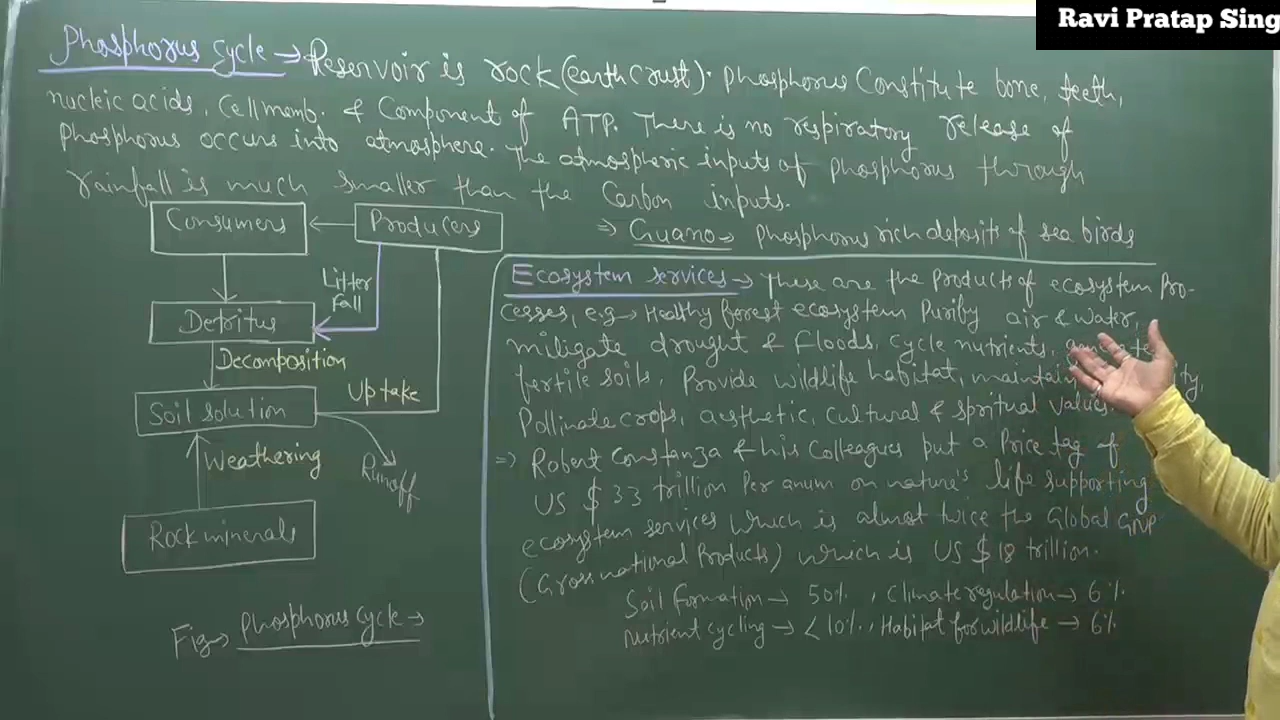 Ravi Pratap Sing
Phosphorus cycle → Reservoir is rock (earth crust). Phosphorus Constitute bone, teeth,
nucleic acids, Cell memb. & Component of ATP. There is no respiratory release of
Phosphorus occurs into atmosphere. The atmospheric inputs of phosphorus through
rainfall is much smaller than the Carbon inputs.
⇒ Guano → Phosphorus rich deposits of sea birds
Consumers ← Producers
Litter
fall
Detritus
Decomposition
Uptake
Soil solution
Weathering
Runoff
Rock minerals
Fig → Phosphorus cycle →
Ecosystem services → These are the Products of ecosystem Pro-
cesses, e.g → Healthy forest ecosystem Purify air & water,
miligate drought & floods, cycle nutrients,
fertile soils, Provide wildlife habitat,
Pollinate crops, aesthetic, Cultural & spritual values
⇒ Robert Constanza & his Colleagues put a Price tag of
US $33 trillion Per anum on nature's life supporting
ecosystem services which is almost twice the Global GNP
(Gross national Products) which is US $18 trillion.
Soil Formation → 50%, Climate regulation → 6%
Nutrient cycling → <10%, Habitat for wildlife → 6%